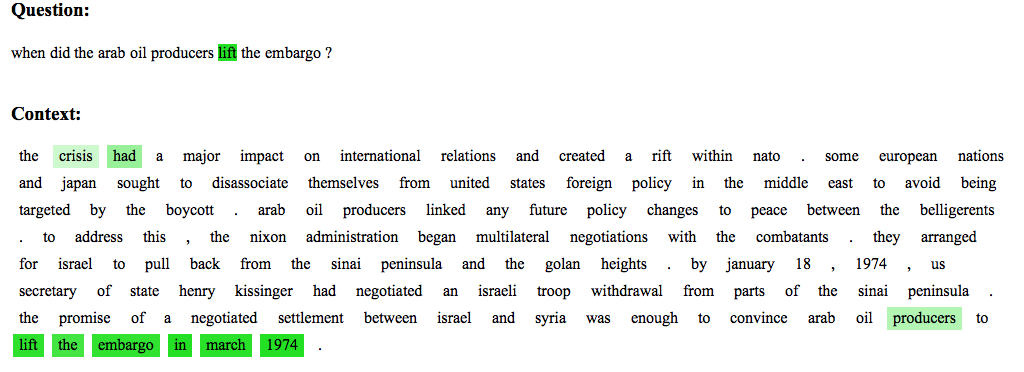 Question:
when did the arab oil producers lift the embargo ?
Context:
the crisis had a major impact on international relations and created a rift within nato . some european nations
and japan sought to disassociate themselves from united states foreign policy in the middle east to avoid being
targeted by the boycott . arab oil producers linked any future policy changes to peace between the belligerents
. to address this , the nixon administration began multilateral negotiations with the combatants . they arranged
for israel to pull back from the sinai peninsula and the golan heights . by january 18 , 1974 , us
secretary of state henry kissinger had negotiated an israeli troop withdrawal from parts of the sinai peninsula .
the promise of a negotiated settlement between israel and syria was enough to convince arab oil producers to
lift the embargo in march 1974 .